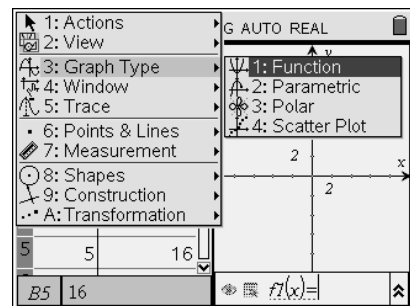 1: Actions
2: View
3: Graph Type
4: Window
5: Trace
6: Points & Lines
7: Measurement
8: Shapes
9: Construction
A: Transformation
G AUTO REAL
y
1: Function
2: Parametric
3: Polar
4: Scatter Plot
2
x
2
5 5 16
B5 16
f1(x)=